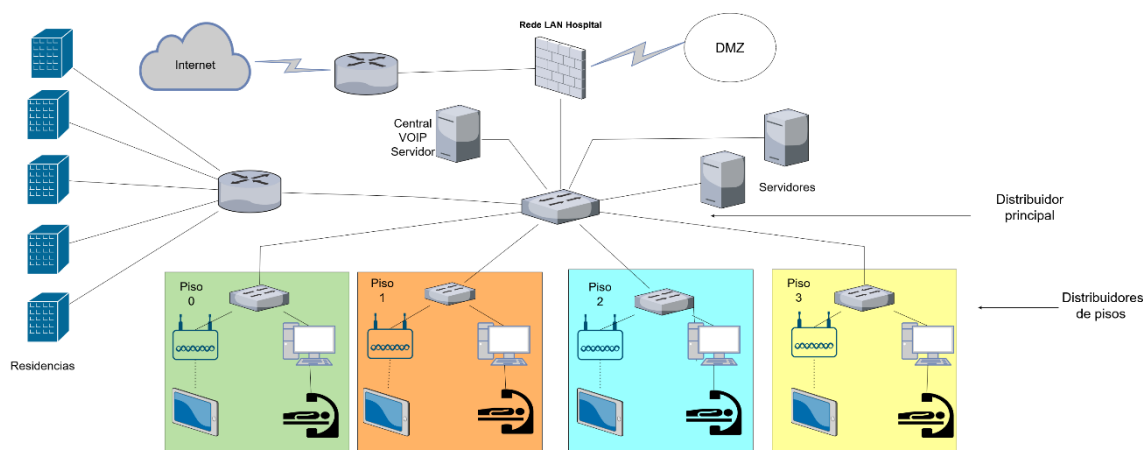 Rede LAN Hospital
Internet
DMZ
Central
VOIP
Servidor
Servidores
Distribuidor
principal
Piso
0
Piso
1
Piso
2
Piso
3
Distribuidores
de pisos
Residencias